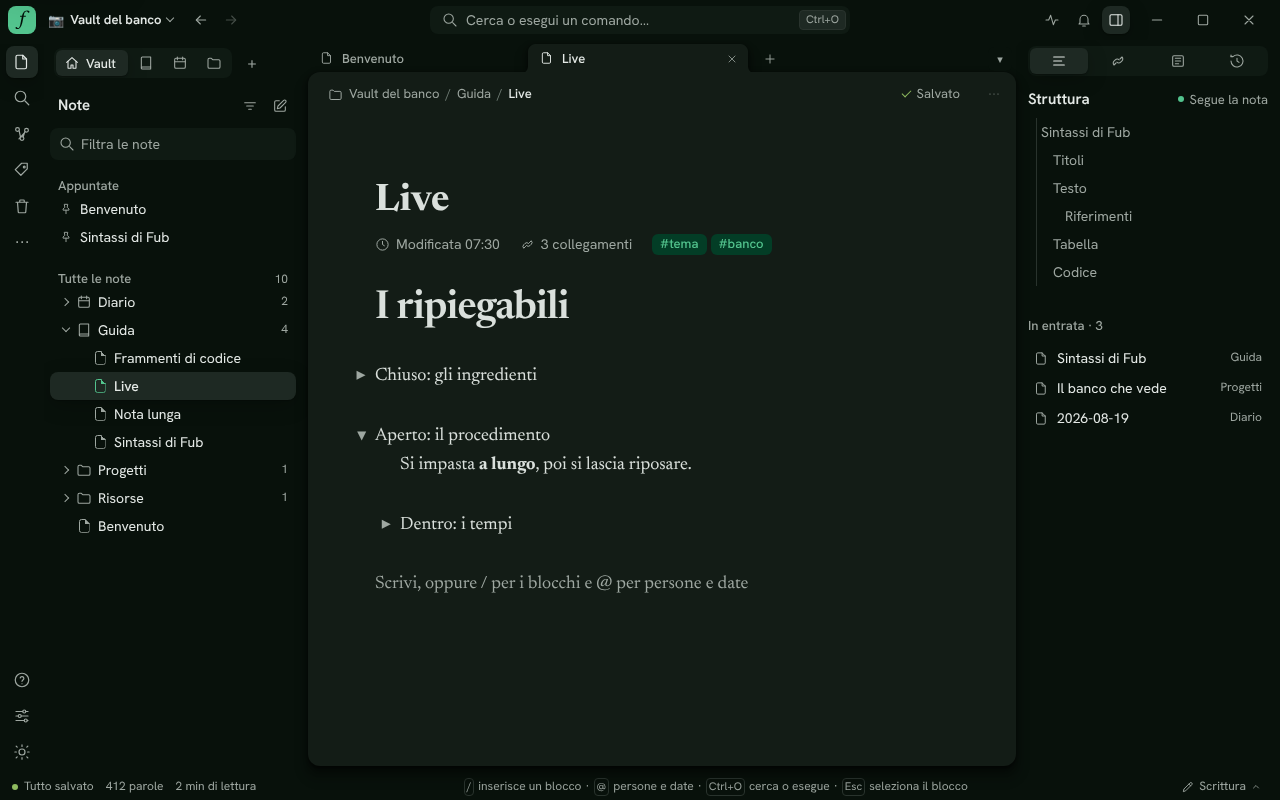 f
Vault del banco
Cerca o esegui un comando...
Ctrl+O
Vault
Benvenuto
Live
Note
Filtra le note
Appuntate
Benvenuto
Sintassi di Fub
Tutte le note 10
Diario 2
Guida 4
Frammenti di codice
Live
Nota lunga
Sintassi di Fub
Progetti 1
Risorse 1
Benvenuto
Vault del banco / Guida / Live
Salvato
Live
Modificata 07:30 3 collegamenti #tema #banco
I ripiegabili
Chiuso: gli ingredienti
Aperto: il procedimento
Si impasta a lungo, poi si lascia riposare.
Dentro: i tempi
Scrivi, oppure / per i blocchi e @ per persone e date
Struttura Segue la nota
Sintassi di Fub
Titoli
Testo
Riferimenti
Tabella
Codice
In entrata · 3
Sintassi di Fub Guida
Il banco che vede Progetti
2026-08-19 Diario
Tutto salvato 412 parole 2 min di lettura
/ inserisce un blocco · @ persone e date · Ctrl+O cerca o esegue · Esc seleziona il blocco
Scrittura